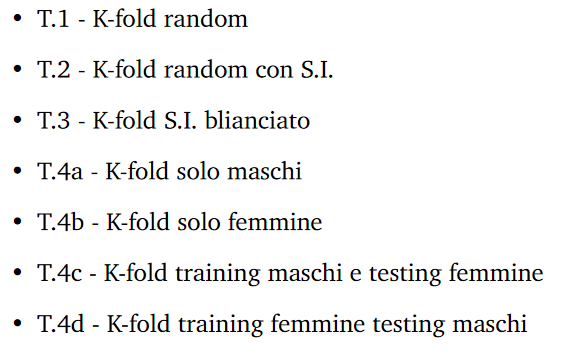 • T.1 - K-fold random
• T.2 - K-fold random con S.I.
• T.3 - K-fold S.I. blianciato
• T.4a - K-fold solo maschi
• T.4b - K-fold solo femmine
• T.4c - K-fold training maschi e testing femmine
• T.4d - K-fold training femmine testing maschi